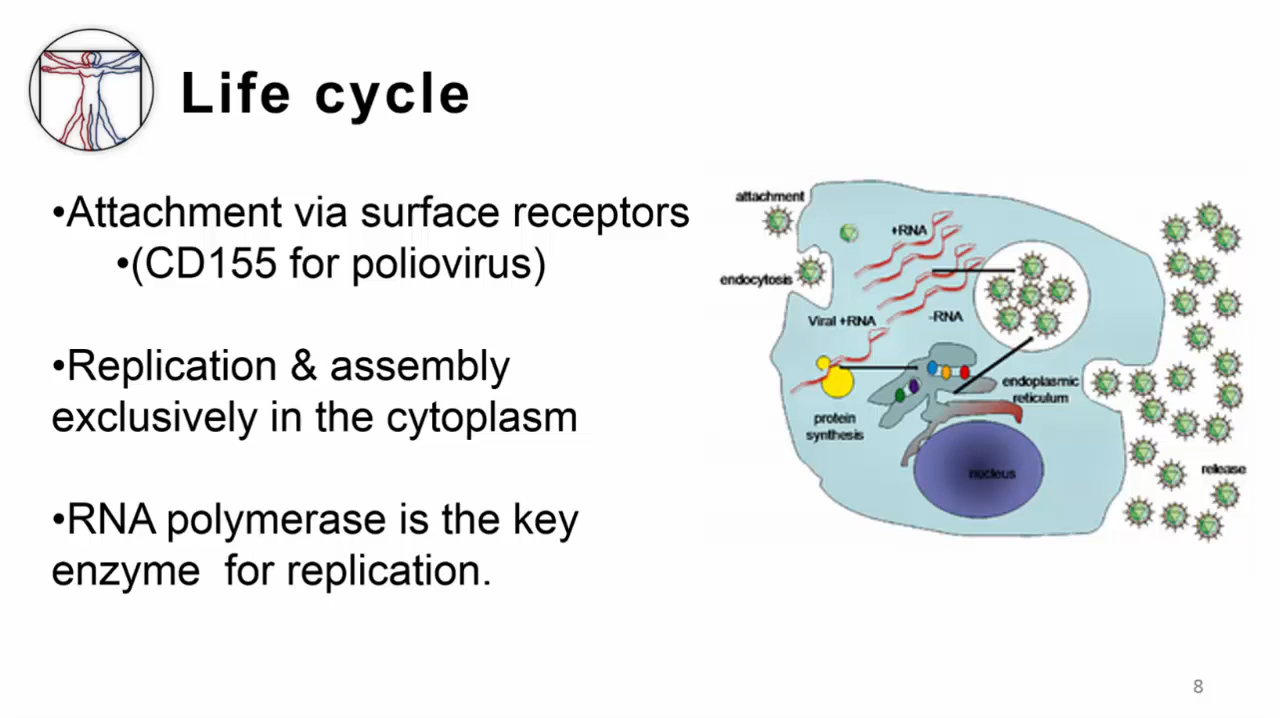 Life cycle
•Attachment via surface receptors
•(CD155 for poliovirus)
•Replication & assembly
exclusively in the cytoplasm
•RNA polymerase is the key
enzyme  for replication.
attachment
+RNA
endocytosis
Viral +RNA
-RNA
endoplasmic
reticulum
protein
synthesis
nucleus
release
8